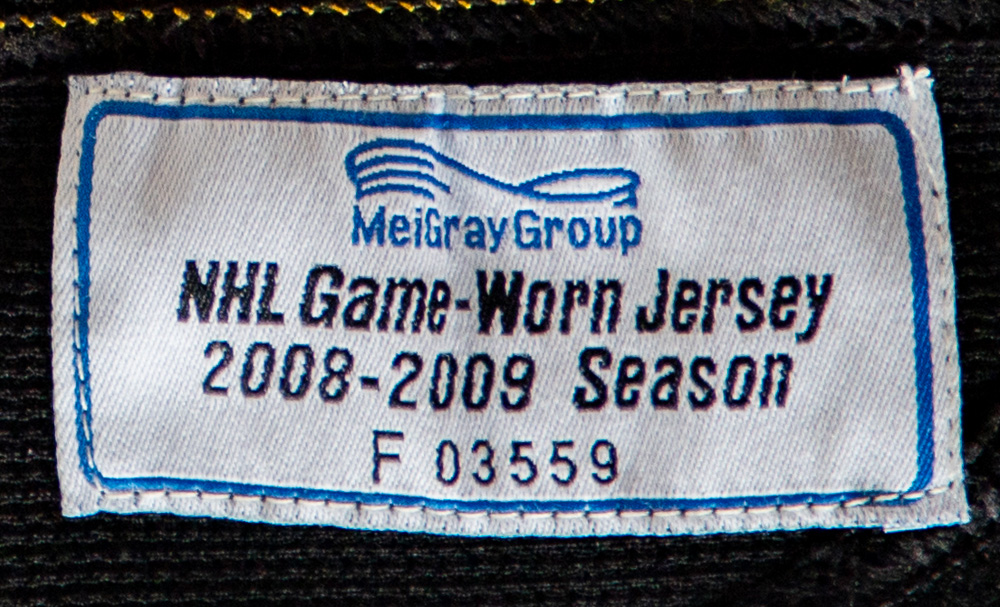 MeiGrayGroup
NHL Game-Worn Jersey
2008-2009 Season
F 03559